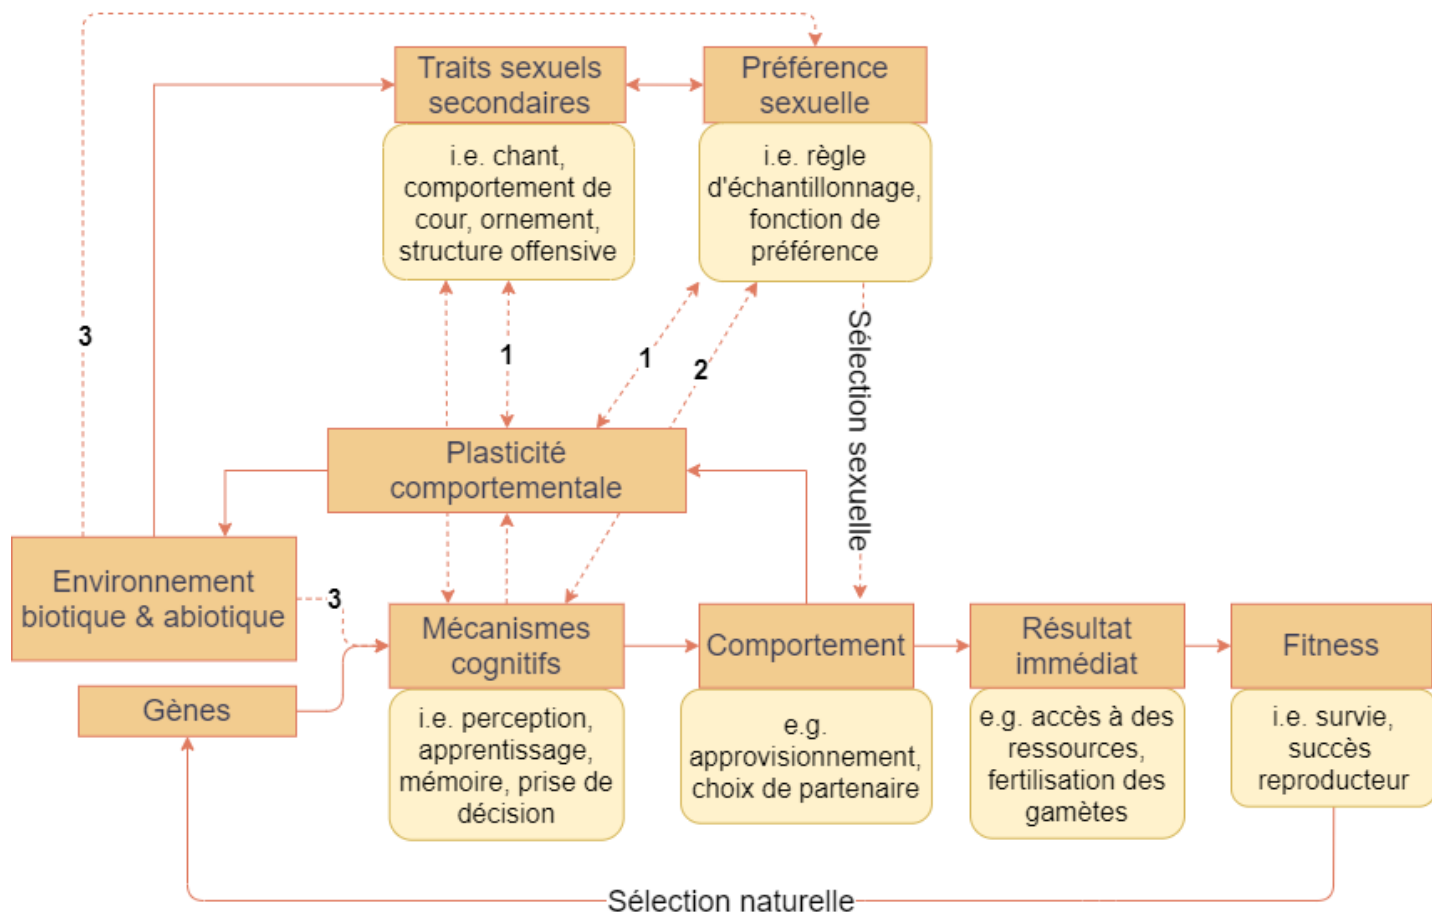 Traits sexuels
secondaires
Préférence
sexuelle
i.e. chant,
comportement de
cour, ornement,
structure offensive
i.e. règle
d'échantillonnage,
fonction de
préférence
3
1
1
2
Sélection sexuelle
Plasticité
comportementale
Environnement
biotique & abiotique
3
Mécanismes
cognitifs
Comportement
Résultat
immédiat
Fitness
Gènes
i.e. perception,
apprentissage,
mémoire, prise de
décision
e.g.
approvisionnement,
choix de partenaire
e.g. accès à des
ressources,
fertilisation des
gamètes
i.e. survie,
succès
reproducteur
Sélection naturelle